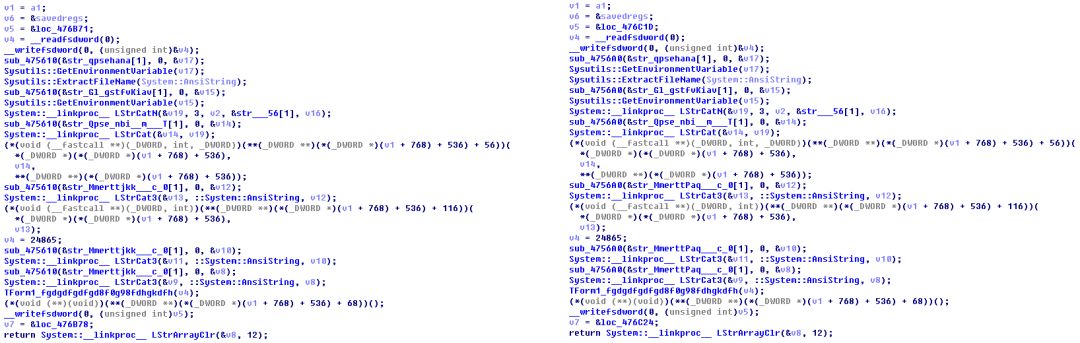 v1 = a1;
v6 = &savedregs;
v5 = &loc_476B71;
v4 = __readfsdword(0);
__writefsdword(0, (unsigned int)&v4);
sub_475610(&str_qpsehana[1], 0, &v17);
Sysutils::GetEnvironmentVariable(v17);
Sysutils::ExtractFileName(System::AnsiString);
sub_475610(&str_Gl_gstfvKiav[1], 0, &v15);
Sysutils::GetEnvironmentVariable(v15);
System::__linkproc__ LStrCatN(&v19, 3, v2, &str___56[1], v16);
sub_475610(&str_Qpse_nbi__m___T[1], 0, &v14);
System::__linkproc__ LStrCat(&v14, v19);
(*(void (__fastcall **)(_DWORD, int, _DWORD))(**(_DWORD **)(*(_DWORD *)(v1 + 768) + 536) + 56))(
*(_DWORD *)(*(_DWORD *)(v1 + 768) + 536),
v14,
**(_DWORD **)(*(_DWORD *)(v1 + 768) + 536));
sub_475610(&str_Mmerttjkk___c_0[1], 0, &v12);
System::__linkproc__ LStrCat3(&v13, ::System::AnsiString, v12);
(*(void (__fastcall **)(_DWORD, int))(**(_DWORD **)(*(_DWORD *)(v1 + 768) + 536) + 116))(
*(_DWORD *)(*(_DWORD *)(v1 + 768) + 536),
v13);
v4 = 24865;
sub_475610(&str_Mmerttjkk___c_0[1], 0, &v10);
System::__linkproc__ LStrCat3(&v11, ::System::AnsiString, v10);
sub_475610(&str_Mmerttjkk___c_0[1], 0, &v8);
System::__linkproc__ LStrCat3(&v9, ::System::AnsiString, v8);
TForm1_fgdgdfgdfgd8f0g98fdhgkdfh(v4);
(*(void (**)(void))(**(_DWORD **)(*(_DWORD *)(v1 + 768) + 536) + 68))();
__writefsdword(0, (unsigned int)v5);
v7 = &loc_476B78;
return System::__linkproc__ LStrArrayClr(&v8, 12);
v1 = a1;
v6 = &savedregs;
v5 = &loc_476C1D;
v4 = __readfsdword(0);
__writefsdword(0, (unsigned int)&v4);
sub_4756A0(&str_qpsehana[1], 0, &v17);
Sysutils::GetEnvironmentVariable(v17);
Sysutils::ExtractFileName(System::AnsiString);
sub_4756A0(&str_Gl_gstfvKiav[1], 0, &v15);
Sysutils::GetEnvironmentVariable(v15);
System::__linkproc__ LStrCatN(&v19, 3, v2, &str___56[1], v16);
sub_4756A0(&str_Qpse_nbi__m___T[1], 0, &v14);
System::__linkproc__ LStrCat(&v14, v19);
(*(void (__fastcall **)(_DWORD, int, _DWORD))(**(_DWORD **)(*(_DWORD *)(v1 + 768) + 536) + 56))(
*(_DWORD *)(*(_DWORD *)(v1 + 768) + 536),
v14,
**(_DWORD **)(*(_DWORD *)(v1 + 768) + 536));
sub_4756A0(&str_MmerttPaq___c_0[1], 0, &v12);
System::__linkproc__ LStrCat3(&v13, ::System::AnsiString, v12);
(*(void (__fastcall **)(_DWORD, int))(**(_DWORD **)(*(_DWORD *)(v1 + 768) + 536) + 116))(
*(_DWORD *)(*(_DWORD *)(v1 + 768) + 536),
v13);
v4 = 24865;
sub_4756A0(&str_MmerttPaq___c_0[1], 0, &v10);
System::__linkproc__ LStrCat3(&v11, ::System::AnsiString, v10);
sub_4756A0(&str_MmerttPaq___c_0[1], 0, &v8);
System::__linkproc__ LStrCat3(&v9, ::System::AnsiString, v8);
TForm1_fgdgdfgdfgd8f0g98fdhgkdfh(v4);
(*(void (**)(void))(**(_DWORD **)(*(_DWORD *)(v1 + 768) + 536) + 68))();
__writefsdword(0, (unsigned int)v5);
v7 = &loc_476C24;
return System::__linkproc__ LStrArrayClr(&v8, 12);